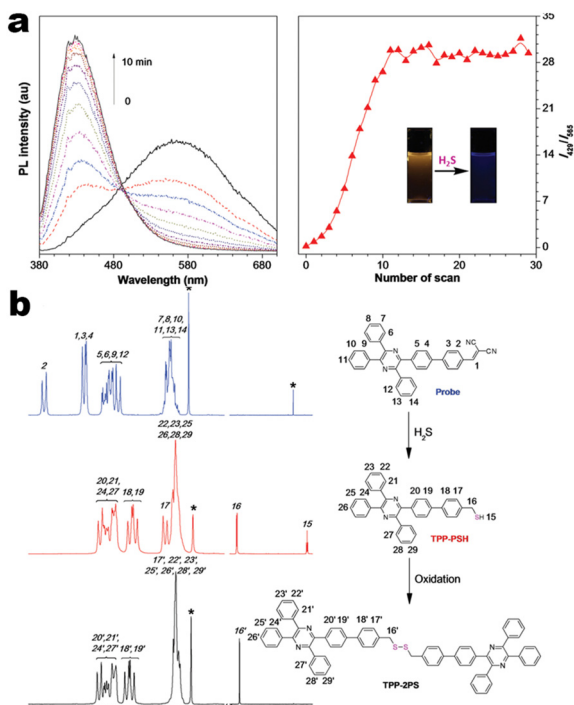 a
10 min
0
PL intensity (au)
380 480 580 700
Wavelength (nm)
35
28
21
14
7
0
I429/I565
H2S
0 10 20 30
Number of scan
b
2
1,3,4
5,6,9,12
7,8,10,
11,13,14
*
*
8 7
10 9 6
11
N
N
12
13 14
5 4
3 2
CN
CN
1
Probe
H2S
22,23,25
26,28,29
20,21,
24,27
18,19
17
*
16
15
23 22
21
25 24
26
N
N
27
28 29
20 19
18 17
16
SH 15
TPP-PSH
Oxidation
17', 22', 23',
25', 26', 28', 29'
20', 21',
24', 27'
18', 19'
*
16'
23' 22'
21'
25' 24'
26'
N
N
27'
28' 29'
20' 19'
18' 17'
16'
S-S
N
N
TPP-2PS